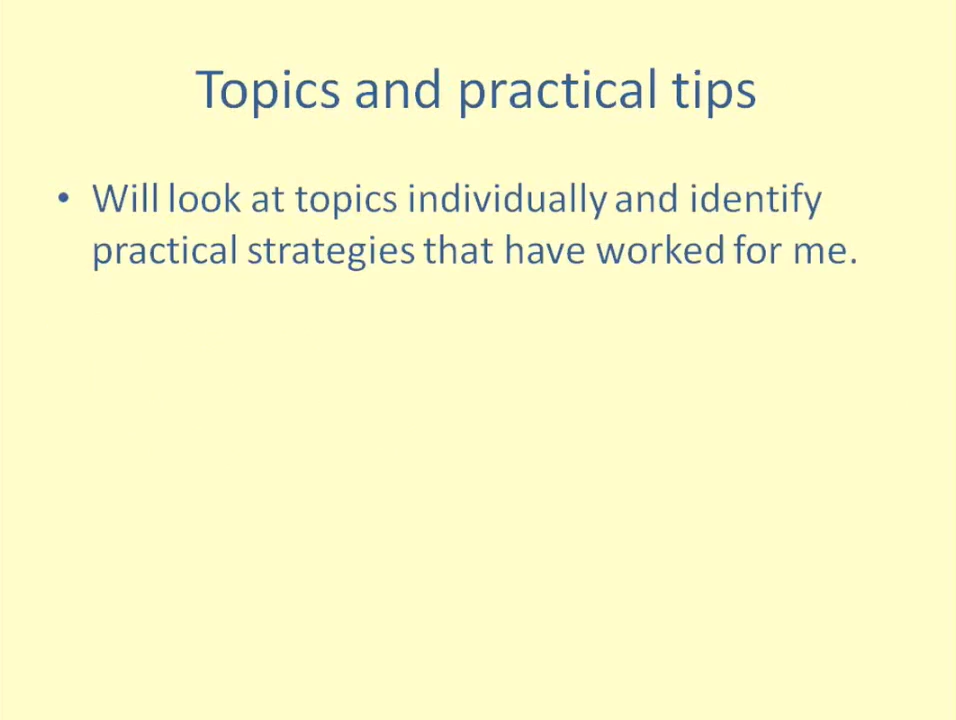 Topics and practical tips
• Will look at topics individually and identify
practical strategies that have worked for me.